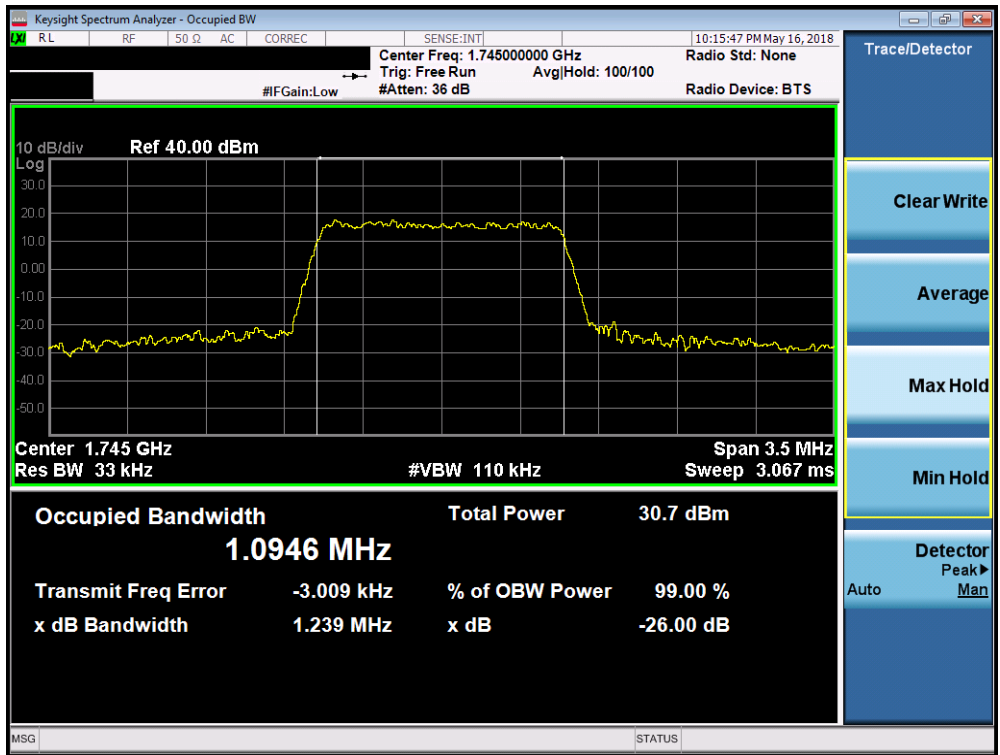 Keysight Spectrum Analyzer - Occupied BW
LXI RL RF 50 Ω AC CORREC SENSE:INT 10:15:47 PM May 16, 2018
Center Freq: 1.745000000 GHz Radio Std: None
Trig: Free Run Avg|Hold: 100/100
#IFGain:Low #Atten: 36 dB Radio Device: BTS
10 dB/div Ref 40.00 dBm
Log
30.0
20.0
10.0
0.00
-10.0
-20.0
-30.0
-40.0
-50.0
Center 1.745 GHz Span 3.5 MHz
Res BW 33 kHz #VBW 110 kHz Sweep 3.067 ms
Occupied Bandwidth Total Power 30.7 dBm
1.0946 MHz
Transmit Freq Error -3.009 kHz % of OBW Power 99.00 %
x dB Bandwidth 1.239 MHz x dB -26.00 dB
Trace/Detector
Clear Write
Average
Max Hold
Min Hold
Detector
Peak▶
Auto Man
MSG STATUS